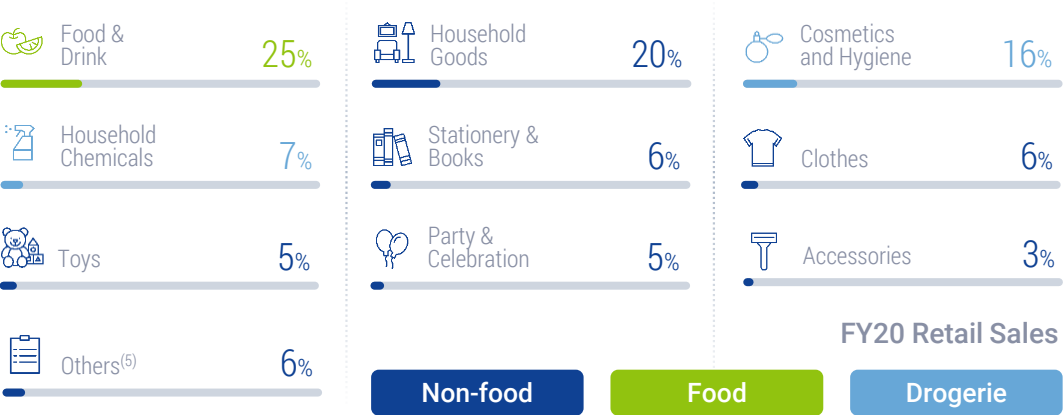 Food &
Drink
25%
Household
Goods
20%
Cosmetics
and Hygiene
16%
Household
Chemicals
7%
Stationery &
Books
6%
Clothes
6%
Toys
5%
Party &
Celebration
5%
Accessories
3%
Others(5)
6%
FY20 Retail Sales
Non-food
Food
Drogerie